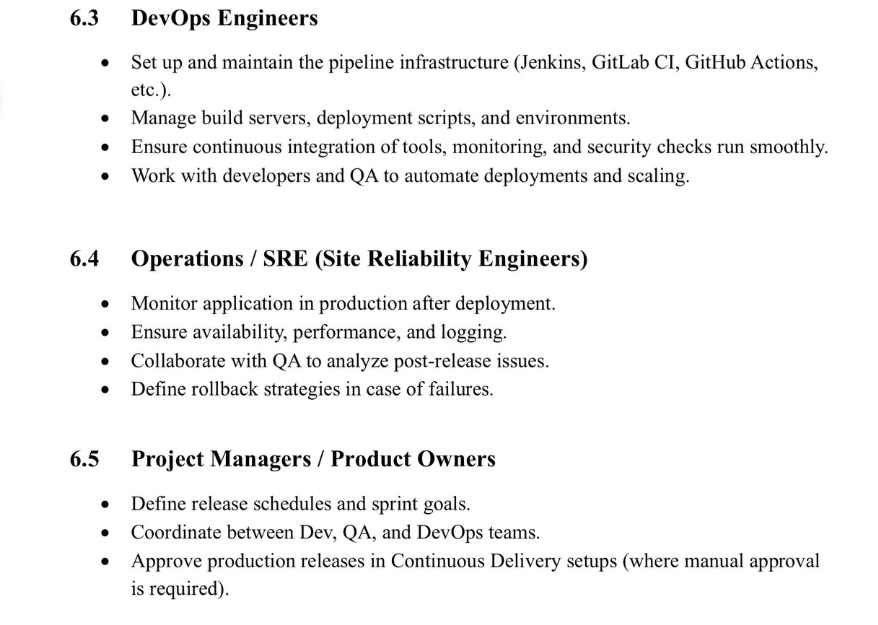 6.3 DevOps Engineers
• Set up and maintain the pipeline infrastructure (Jenkins, GitLab CI, GitHub Actions,
etc.).
• Manage build servers, deployment scripts, and environments.
• Ensure continuous integration of tools, monitoring, and security checks run smoothly.
• Work with developers and QA to automate deployments and scaling.
6.4 Operations / SRE (Site Reliability Engineers)
• Monitor application in production after deployment.
• Ensure availability, performance, and logging.
• Collaborate with QA to analyze post-release issues.
• Define rollback strategies in case of failures.
6.5 Project Managers / Product Owners
• Define release schedules and sprint goals.
• Coordinate between Dev, QA, and DevOps teams.
• Approve production releases in Continuous Delivery setups (where manual approval
is required).